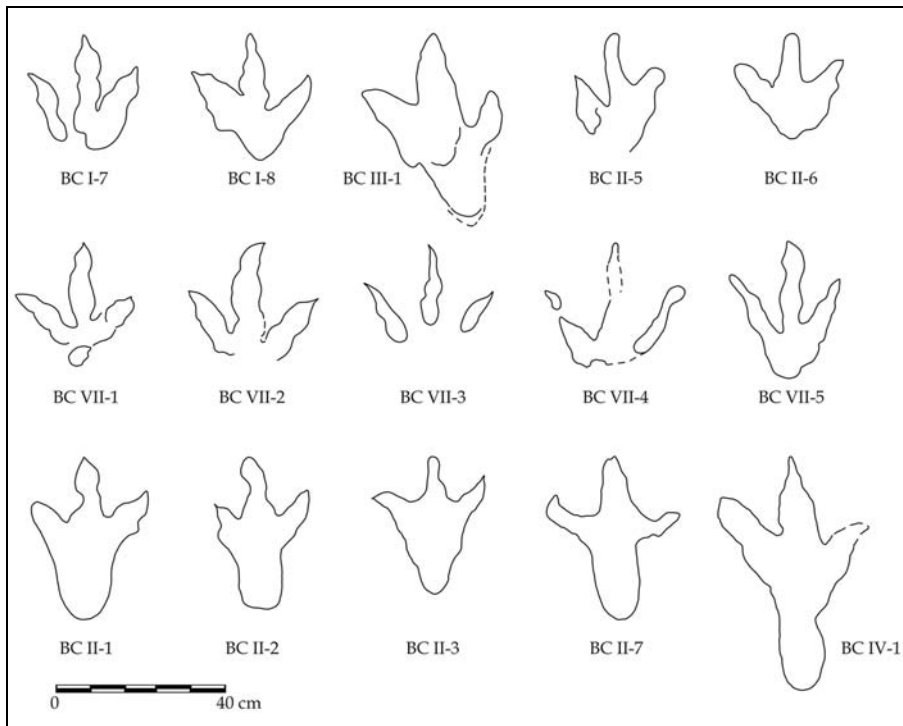 BC I-7 BC I-8 BC III-1 BC II-5 BC II-6
BC VII-1 BC VII-2 BC VII-3 BC VII-4 BC VII-5
BC II-1 BC II-2 BC II-3 BC II-7 BC IV-1
0 40 cm